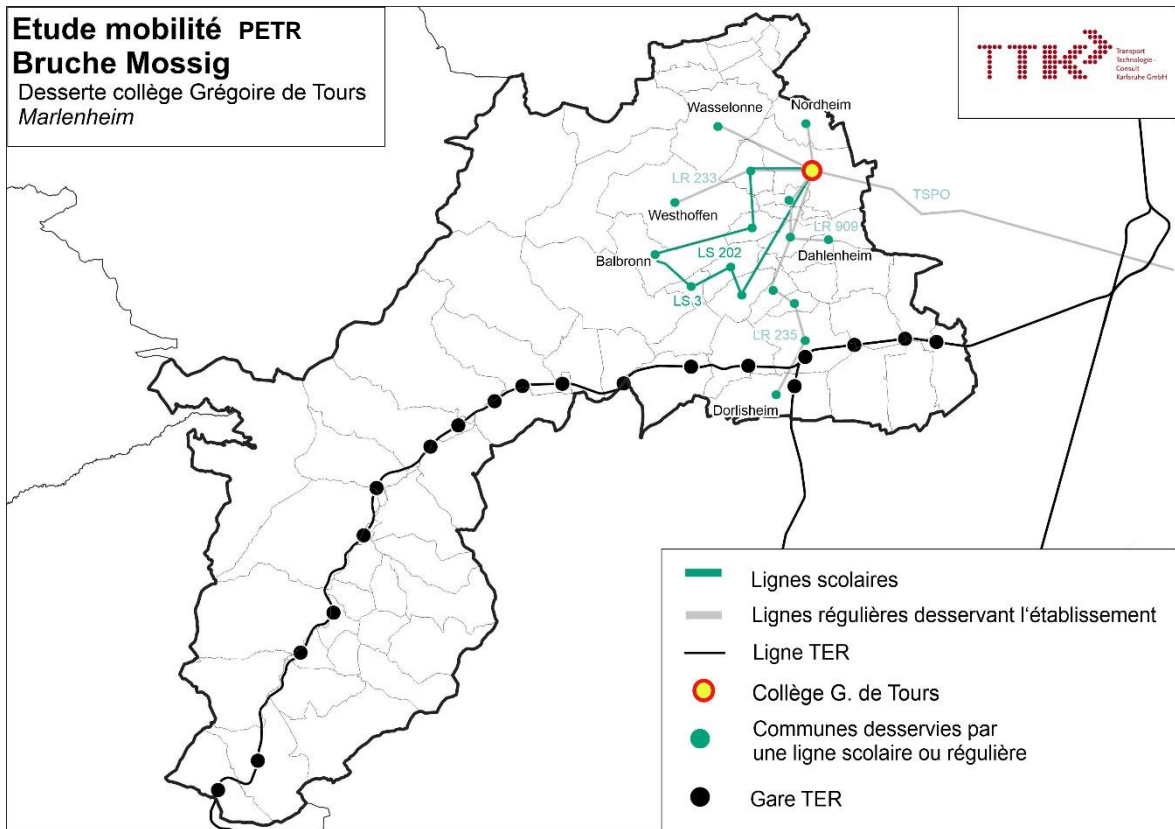 Etude mobilité PETR
Bruche Mossig
Desserte collège Grégoire de Tours
Marlenheim
TTK
Transport
Technologie -
Consult
Karlsruhe GmbH
Wasselonne
Nordheim
LR 233
TSPO
Westhoffen
LR 909
Dahlenheim
Balbronn
LS 202
LS 3
LR 235
Dorlisheim
Lignes scolaires
Lignes régulières desservant l'établissement
Ligne TER
Collège G. de Tours
Communes desservies par
une ligne scolaire ou régulière
Gare TER